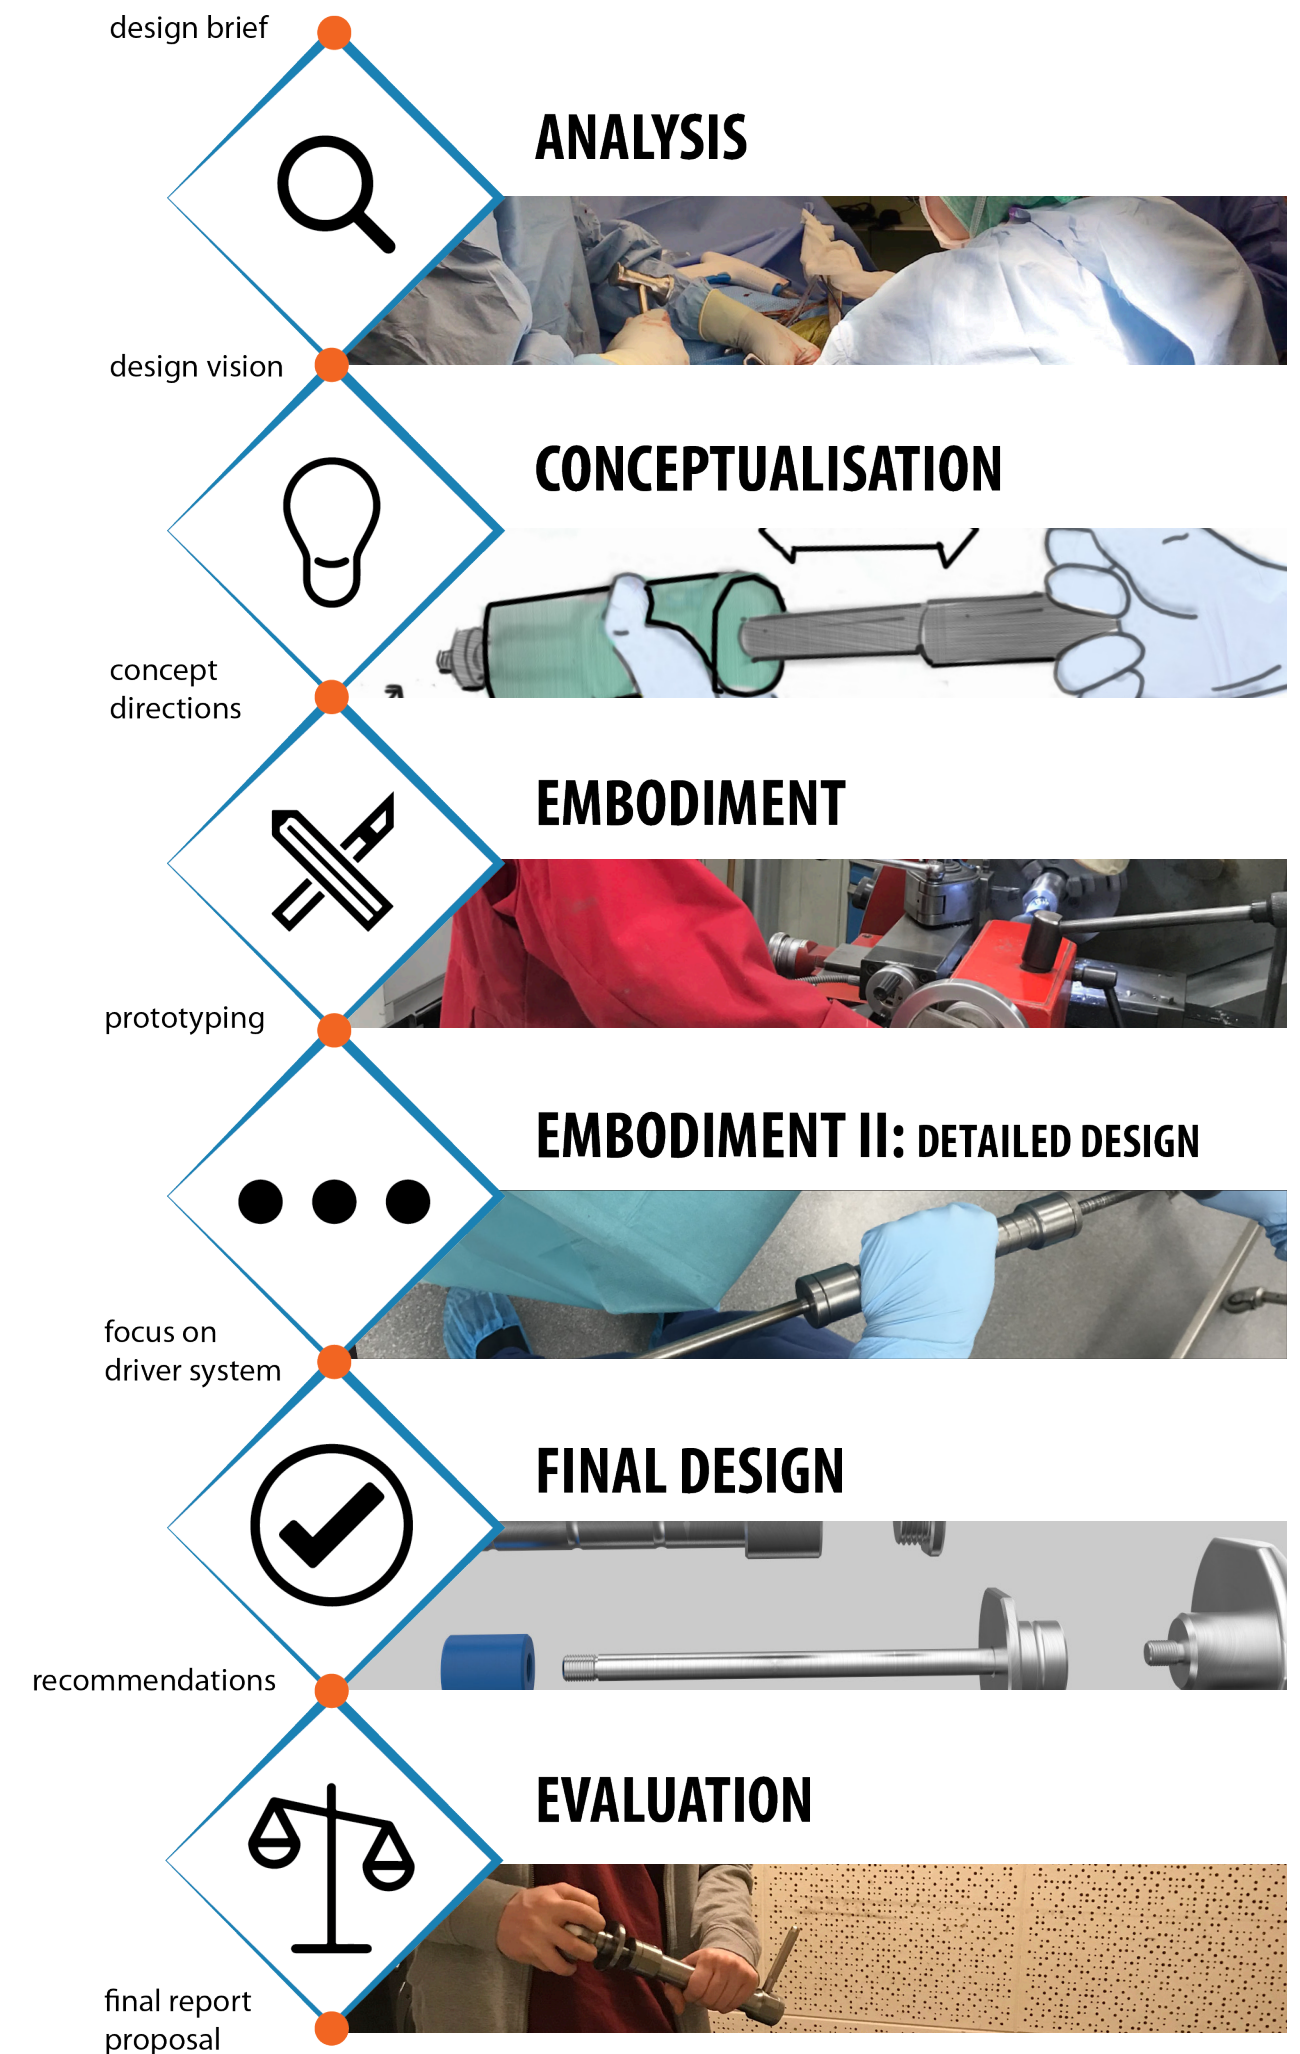 design brief
ANALYSIS
design vision
CONCEPTUALISATION
concept
directions
EMBODIMENT
prototyping
EMBODIMENT II: DETAILED DESIGN
focus on
driver system
FINAL DESIGN
recommendations
EVALUATION
final report
proposal